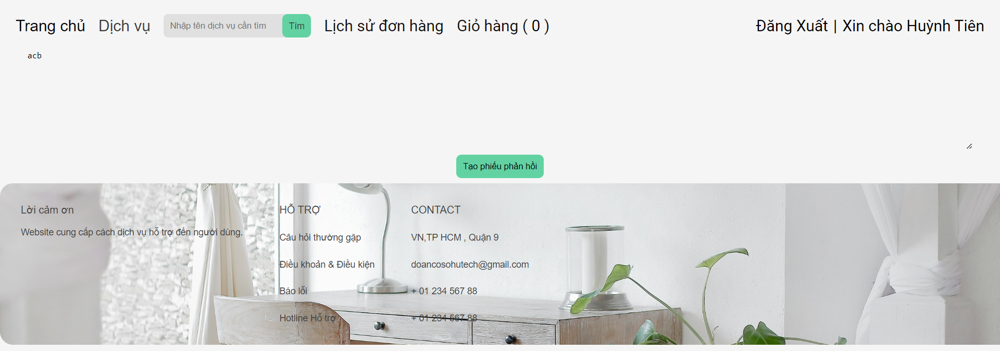 Trang chủ Dịch vụ Nhập tên dịch vụ cần tìm Tìm Lịch sử đơn hàng Giỏ hàng ( 0 ) Đăng Xuất | Xin chào Huỳnh Tiên
acb
Tạo phiếu phản hồi
Lời cảm ơn
Website cung cấp cách dịch vụ hỗ trợ đến người dùng.
HỖ TRỢ
Câu hỏi thường gặp
Điều khoản & Điều kiện
Báo lỗi
Hotline Hỗ trợ
CONTACT
VN,TP HCM , Quận 9
doancosohutech@gmail.com
+ 01 234 567 88
+ 01 234 567 88